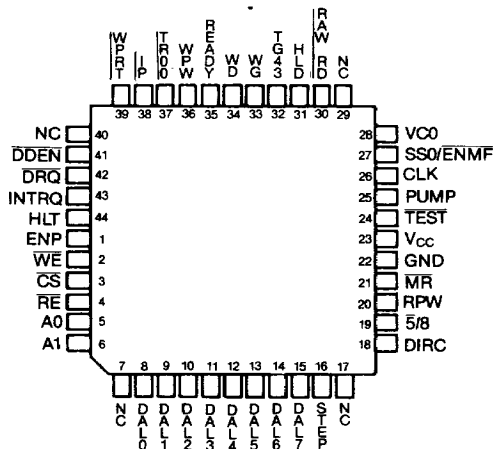 WPRT
IP
TR00
WPW
READY
WD
WG
TG43
HLD
RAW RD
NC
39 38 37 36 35 34 33 32 31 30 29
NC 40
DDEN 41
DRQ 42
INTRQ 43
HLT 44
ENP 1
WE 2
CS 3
RE 4
A0 5
A1 6
28 VC0
27 SS0/ENMF
26 CLK
25 PUMP
24 TEST
23 VCC
22 GND
21 MR
20 RPW
19 5/8
18 DIRC
7 8 9 10 11 12 13 14 15 16 17
NC
DAL0
DAL1
DAL2
DAL3
DAL4
DAL5
DAL6
DAL7
STEP
NC